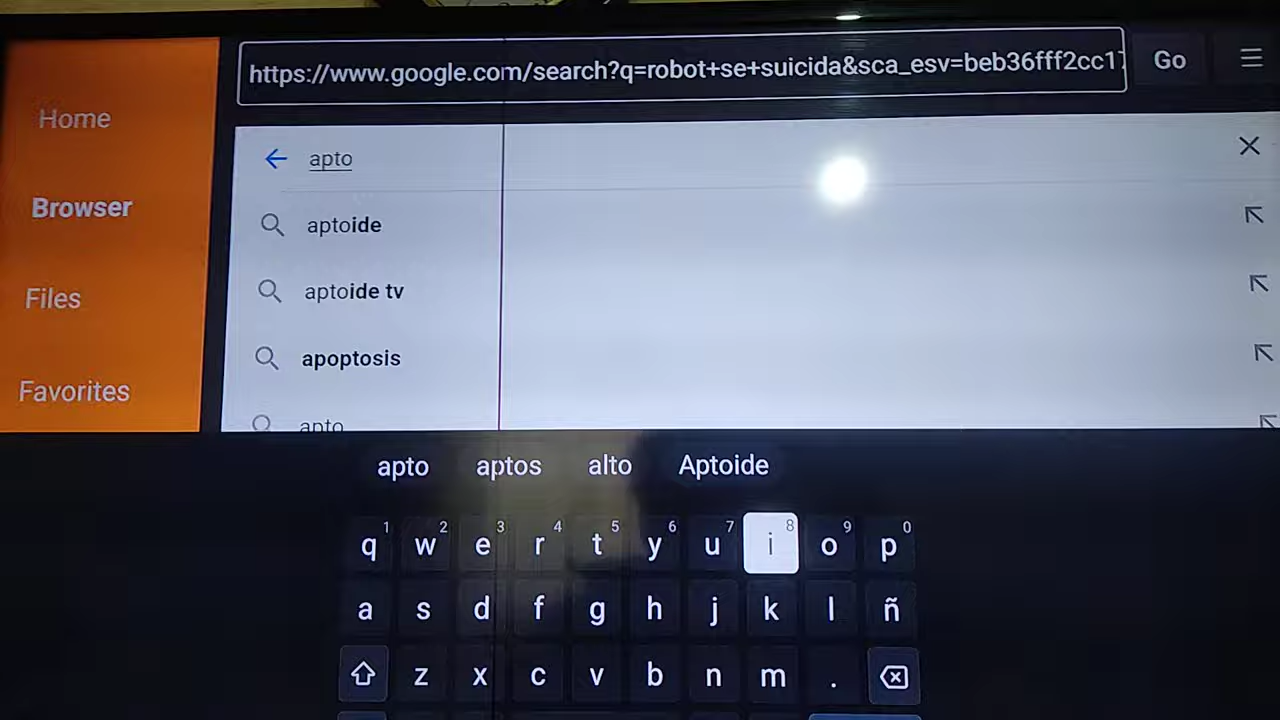 https://www.google.com/search?q=robot+se+suicida&sca_esv=beb36fff2cc17
Go
Home
Browser
Files
Favorites
apto
aptoide
aptoide tv
apoptosis
apto
apto aptos alto Aptoide
1 2 3 4 5 6 7 8 9 0
q w e r t y u i o p
a s d f g h j k l ñ
z x c v b n m .